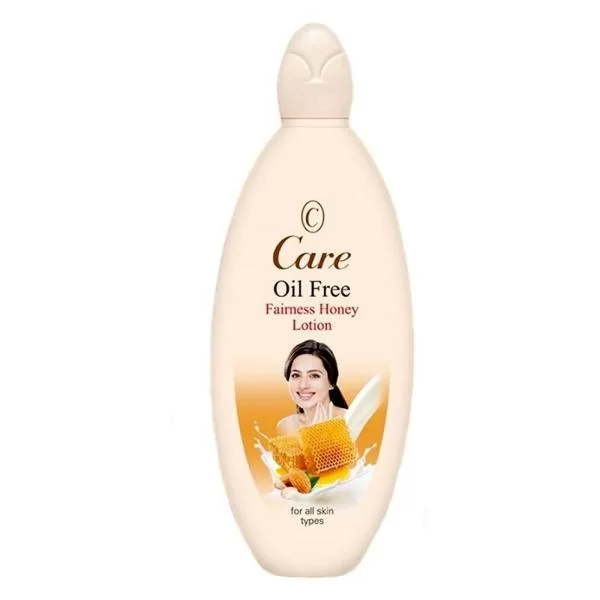 C
Care
Oil Free
Fairness Honey
Lotion
for all skin
types